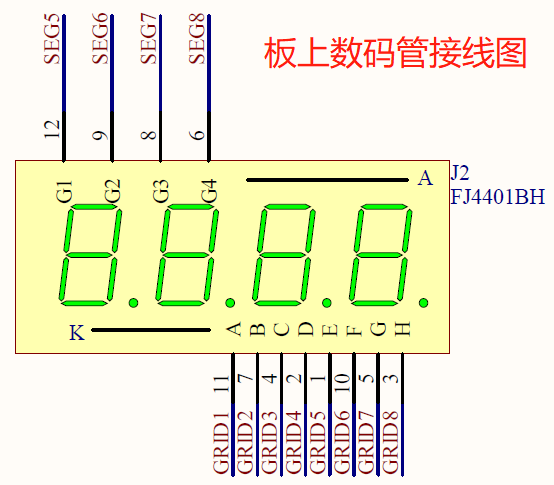 SEG5 SEG6 SEG7 SEG8
板上数码管接线图
12 9 8 6
G1 G2 G3 G4
A
J2
FJ4401BH
K
A B C D E F G H
11 7 4 2 1 10 5 3
GRID1 GRID2 GRID3 GRID4 GRID5 GRID6 GRID7 GRID8